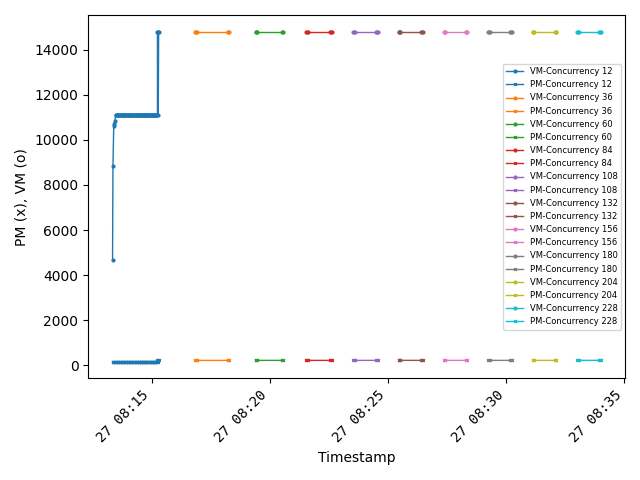 14000
12000
10000
8000
6000
4000
2000
0
PM (x), VM (o)
VM-Concurrency 12
PM-Concurrency 12
VM-Concurrency 36
PM-Concurrency 36
VM-Concurrency 60
PM-Concurrency 60
VM-Concurrency 84
PM-Concurrency 84
VM-Concurrency 108
PM-Concurrency 108
VM-Concurrency 132
PM-Concurrency 132
VM-Concurrency 156
PM-Concurrency 156
VM-Concurrency 180
PM-Concurrency 180
VM-Concurrency 204
PM-Concurrency 204
VM-Concurrency 228
PM-Concurrency 228
27 08:15
27 08:20
27 08:25
27 08:30
27 08:35
Timestamp